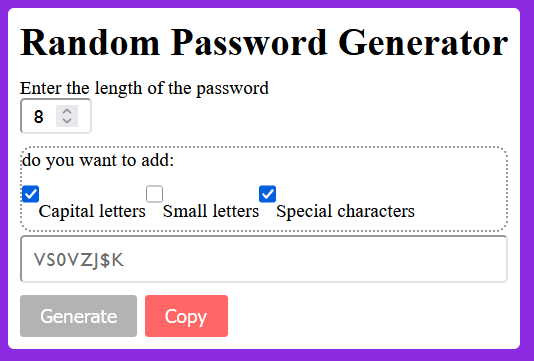 Random Password Generator
Enter the length of the password
8
do you want to add:
Capital letters Small letters Special characters
VS0VZJ$K
Generate Copy